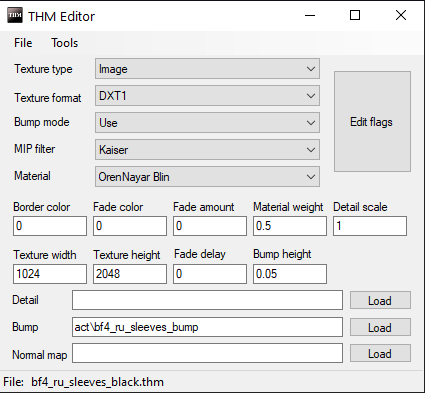 THM THM Editor
File Tools
Texture type Image
Texture format DXT1
Bump mode Use
Edit flags
MIP filter Kaiser
Material OrenNayar Blin
Border color Fade color Fade amount Material weight Detail scale
0 0 0 0.5 1
Texture width Texture height Fade delay Bump height
1024 2048 0 0.05
Detail Load
Bump act\bf4_ru_sleeves_bump Load
Normal map Load
File: bf4_ru_sleeves_black.thm